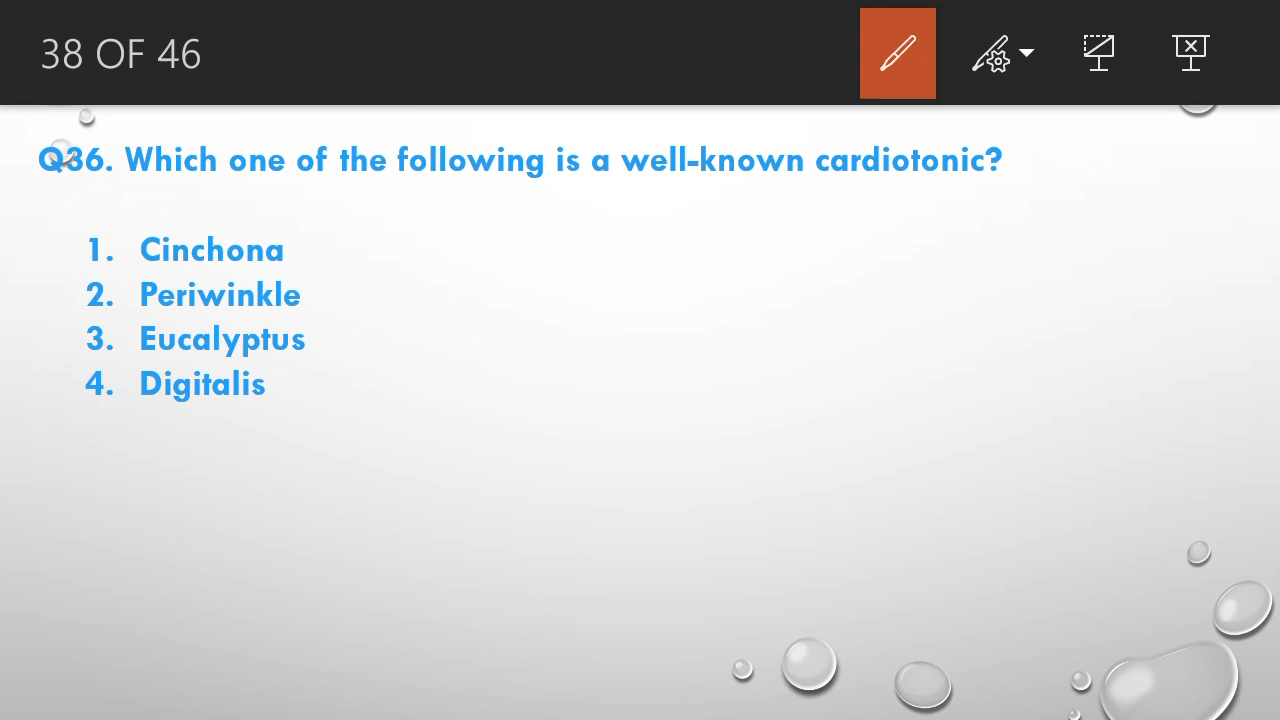 38 OF 46
Q36. Which one of the following is a well-known cardiotonic?
1. Cinchona
2. Periwinkle
3. Eucalyptus
4. Digitalis